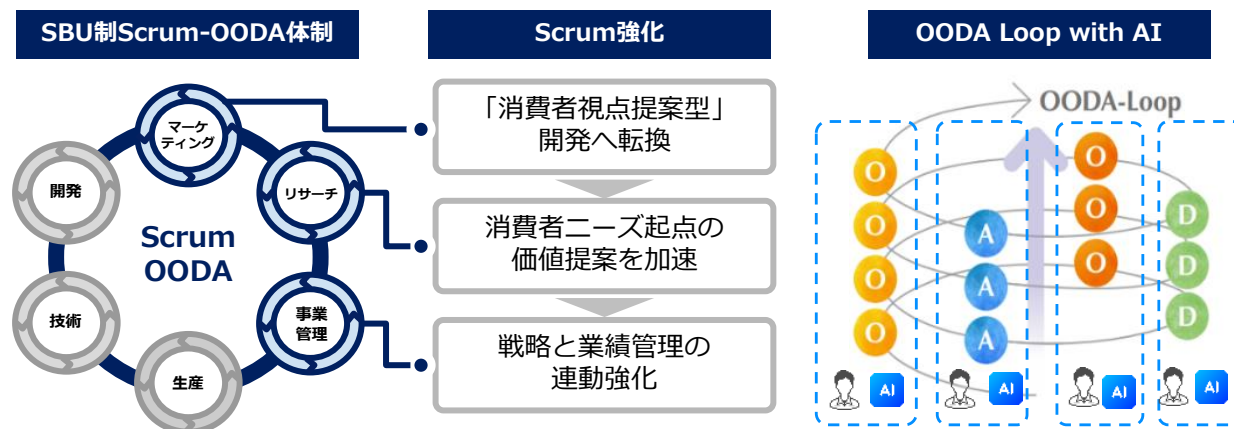 SBU制Scrum-OODA体制
マーケ
ティング
開発
リサーチ
Scrum
OODA
技術
事業
管理
生産
Scrum強化
「消費者視点提案型」
開発へ転換
消費者ニーズ起点の
価値提案を加速
戦略と業績管理の
連動強化
OODA Loop with AI
OODA-Loop
O
O
O
O
A
A
A
O
O
O
D
D
D
AI
AI
AI
AI